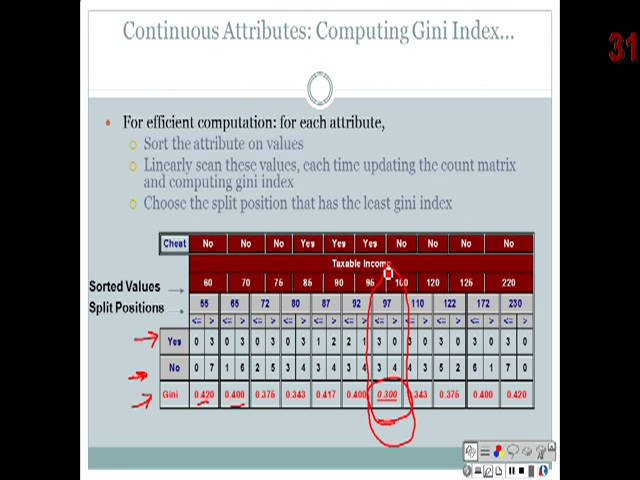 Continuous Attributes: Computing Gini Index...
31
• For efficient computation: for each attribute,
Sort the attribute on values
Linearly scan these values, each time updating the count matrix
and computing gini index
Choose the split position that has the least gini index
Cheat No No No Yes Yes Yes No No No No
Taxable Income
Sorted Values 60 70 75 85 90 95 100 120 125 220
Split Positions 55 65 72 80 87 92 97 110 122 172 230
<= > <= > <= > <= > <= > <= > <= > <= > <= > <= > <= >
Yes 0 3 0 3 0 3 0 3 1 2 2 1 3 0 3 0 3 0 3 0 3 0
No 0 7 1 6 2 5 3 4 3 4 3 4 3 4 4 3 5 2 6 1 7 0
Gini 0.420 0.400 0.375 0.343 0.417 0.400 0.300 0.343 0.375 0.400 0.420